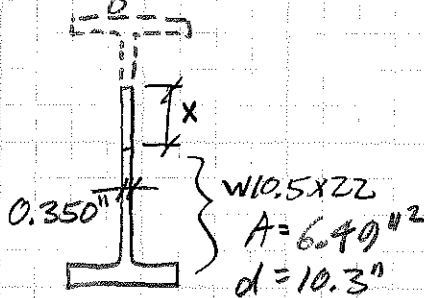 x
0.350"
W10.5x22
A = 6.49"²
d = 10.3"